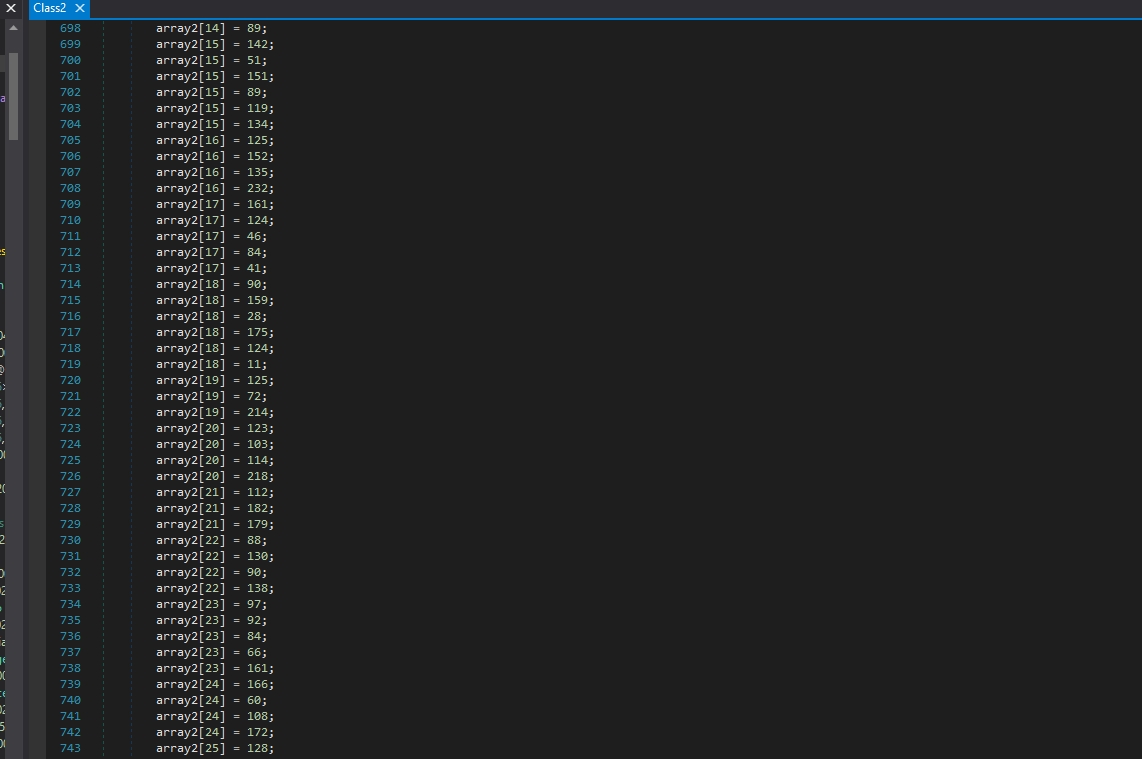 Class2
698 array2[14] = 89;
699 array2[15] = 142;
700 array2[15] = 51;
701 array2[15] = 151;
702 array2[15] = 89;
703 array2[15] = 119;
704 array2[15] = 134;
705 array2[16] = 125;
706 array2[16] = 152;
707 array2[16] = 135;
708 array2[16] = 232;
709 array2[17] = 161;
710 array2[17] = 124;
711 array2[17] = 46;
712 array2[17] = 84;
713 array2[17] = 41;
714 array2[18] = 90;
715 array2[18] = 159;
716 array2[18] = 28;
717 array2[18] = 175;
718 array2[18] = 124;
719 array2[18] = 11;
720 array2[19] = 125;
721 array2[19] = 72;
722 array2[19] = 214;
723 array2[20] = 123;
724 array2[20] = 103;
725 array2[20] = 114;
726 array2[20] = 218;
727 array2[21] = 112;
728 array2[21] = 182;
729 array2[21] = 179;
730 array2[22] = 88;
731 array2[22] = 130;
732 array2[22] = 90;
733 array2[22] = 138;
734 array2[23] = 97;
735 array2[23] = 92;
736 array2[23] = 84;
737 array2[23] = 66;
738 array2[23] = 161;
739 array2[24] = 166;
740 array2[24] = 60;
741 array2[24] = 108;
742 array2[24] = 172;
743 array2[25] = 128;